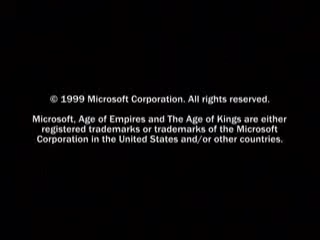 © 1999 Microsoft Corporation. All rights reserved.
Microsoft, Age of Empires and The Age of Kings are either
registered trademarks or trademarks of the Microsoft
Corporation in the United States and/or other countries.